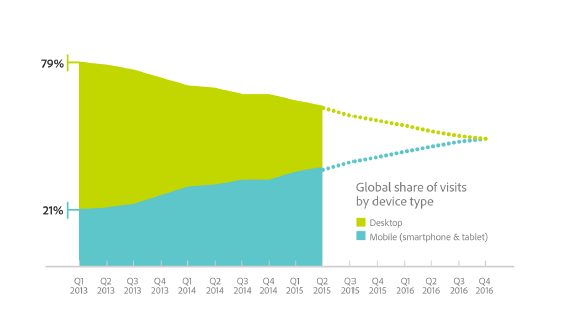 79%
21%
Global share of visits
by device type
Desktop
Mobile (smartphone & tablet)
Q1 Q2 Q3 Q4 Q1 Q2 Q3 Q4 Q1 Q2 Q3 Q4 Q1 Q2 Q3 Q4
2013 2013 2013 2013 2014 2014 2014 2014 2015 2015 2015 2015 2016 2016 2016 2016